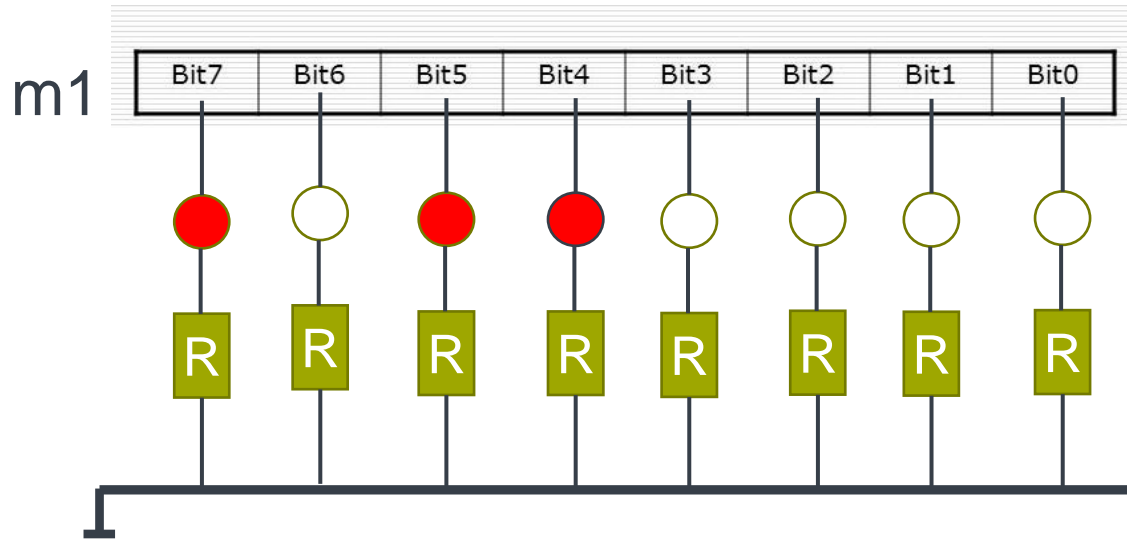 m1
Bit7 Bit6 Bit5 Bit4 Bit3 Bit2 Bit1 Bit0
R R R R R R R R